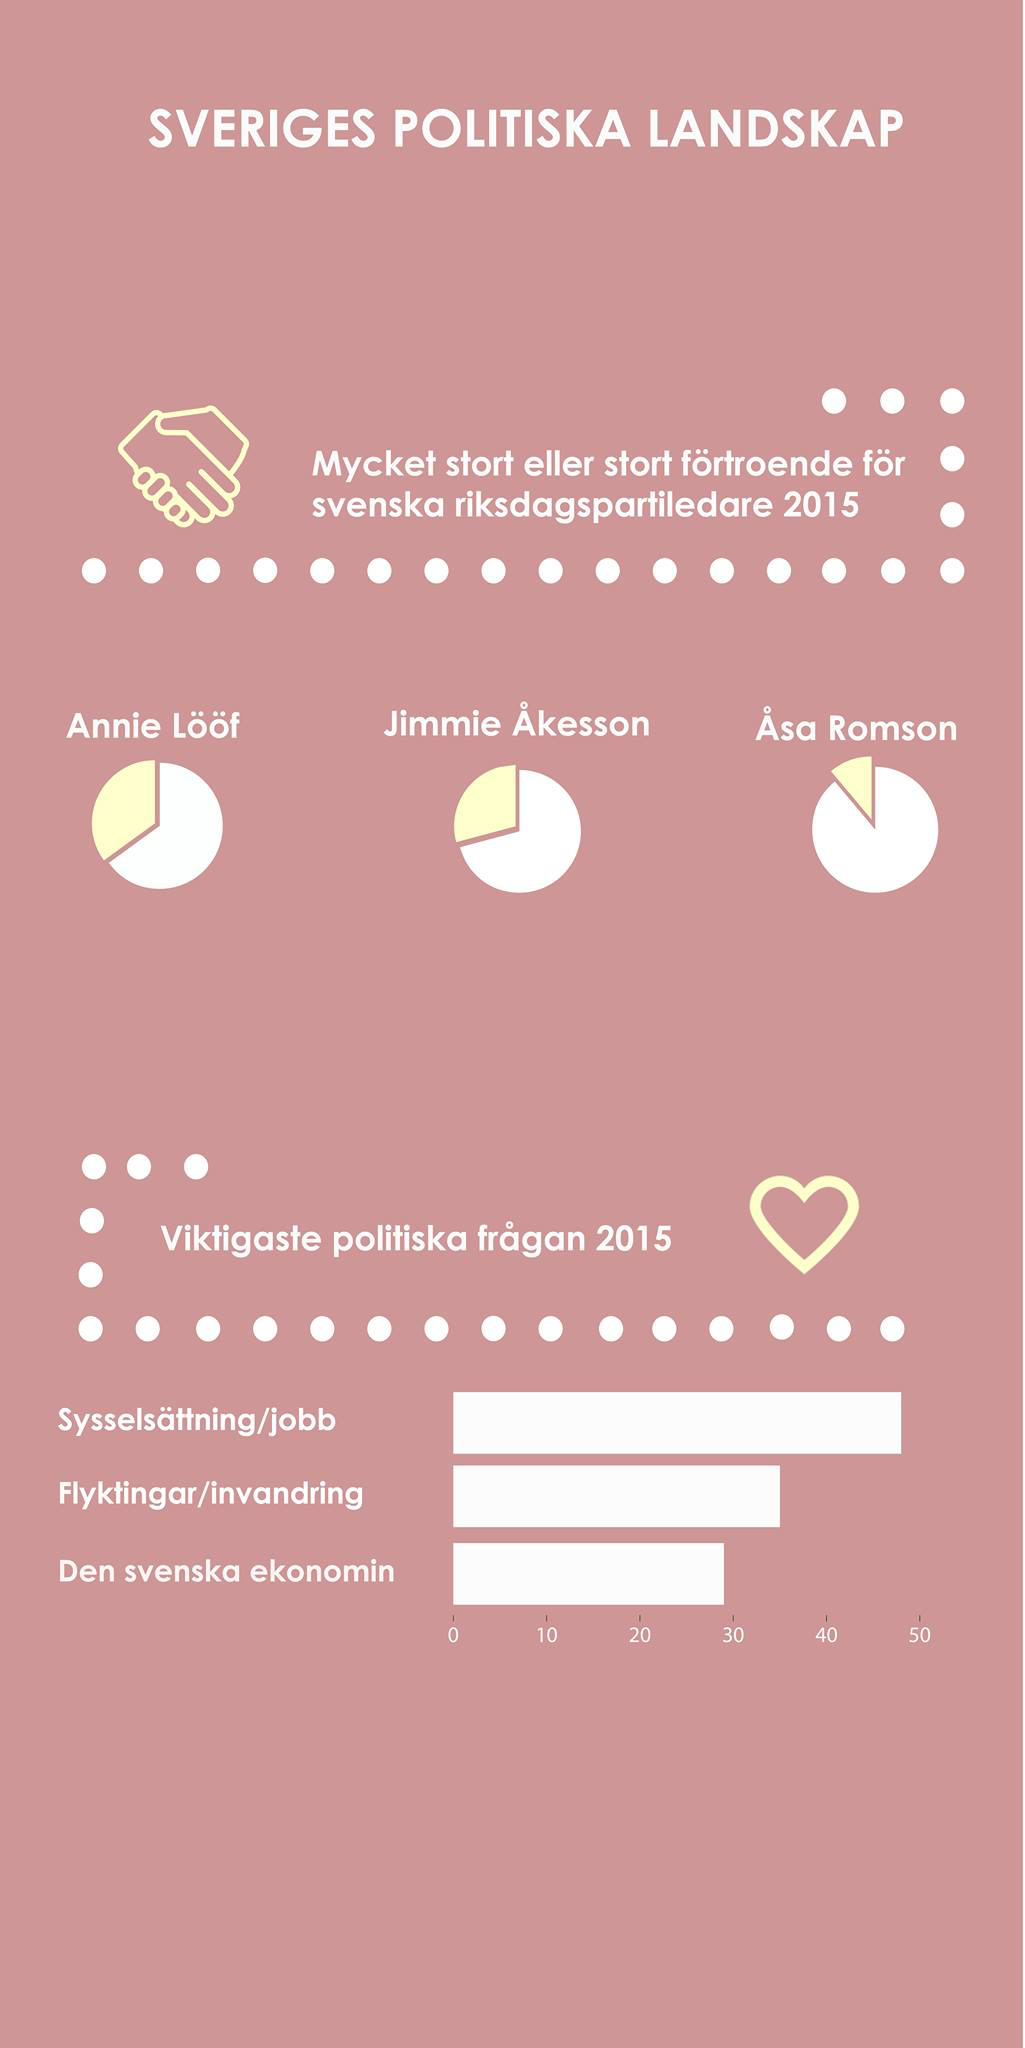 SVERIGES POLITISKA LANDSKAP
Mycket stort eller stort förtroende för
svenska riksdagspartiledare 2015
Annie Lööf
Jimmie Åkesson
Åsa Romson
Viktigaste politiska frågan 2015
Sysselsättning/jobb
Flyktingar/invandring
Den svenska ekonomin
0 10 20 30 40 50